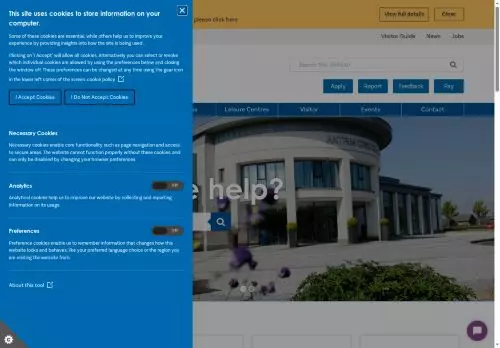 This site uses cookies to store information on your
computer.
please click here
View full details
Close
Some of these cookies are essential, while others help us to improve your
experience by providing insights into how the site is being used.
Visitor Guide
News
Jobs
Clicking on 'I Accept' will allow all cookies. Alternatively you can select or revoke
which individual cookies are allowed by using the preferences below and closing
the window off. These preferences can be changed at any time using the gear icon
in the lower left corner of the screen. cookie policy
Apply
Report
Feedback
Pay
I Accept Cookies
I Do Not Accept Cookies
Leisure Centres
Visitor
Events
Contact
Necessary Cookies
Necessary cookies enable core functionality such as page navigation and access
to secure areas. The website cannot function properly without these cookies, and
can only be disabled by changing your browser preferences.
Analytics
Off
Analytical cookies help us to improve our website by collecting and reporting
information on its usage.
e help?
Preferences
Off
Preference cookies enable us to remember information that changes how this
website looks and behaves, like your preferred language choice or the region you
are visiting the website from.
About this tool